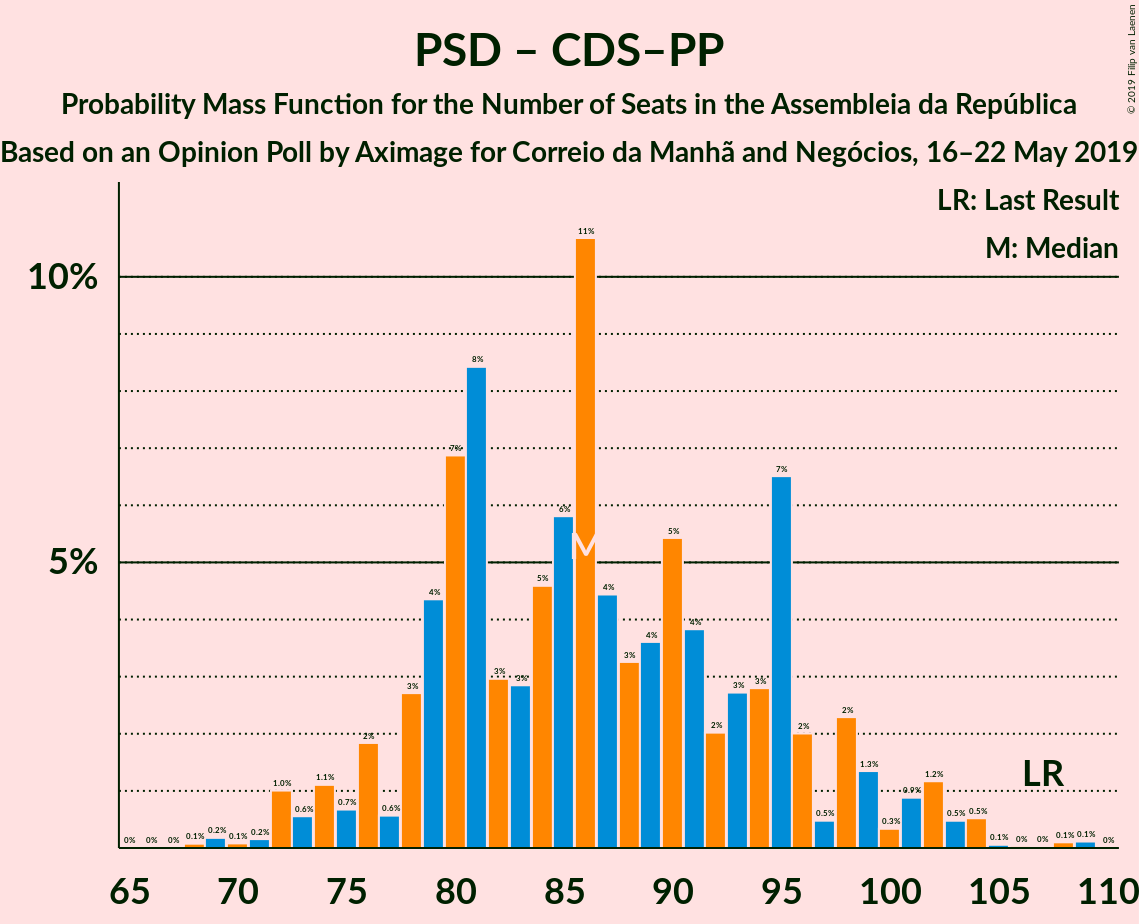 © 2019 Filip van Laenen
PSD – CDS–PP
Probability Mass Function for the Number of Seats in the Assembleia da República
Based on an Opinion Poll by Aximage for Correio da Manhã and Negócios, 16–22 May 2019
LR: Last Result
M: Median
10%
5%
0% 0% 0% 0.1% 0.2% 0.1% 0.2% 1.0% 0.6% 1.1% 0.7% 2% 0.6% 3% 4% 7% 8% 3% 3% 5% 6% 11% 4% 3% 4% 5% 4% 2% 3% 3% 7% 2% 0.5% 2% 1.3% 0.3% 0.9% 1.2% 0.5% 0.5% 0.1% 0% 0% 0.1% 0.1% 0%
M
LR
65 70 75 80 85 90 95 100 105 110